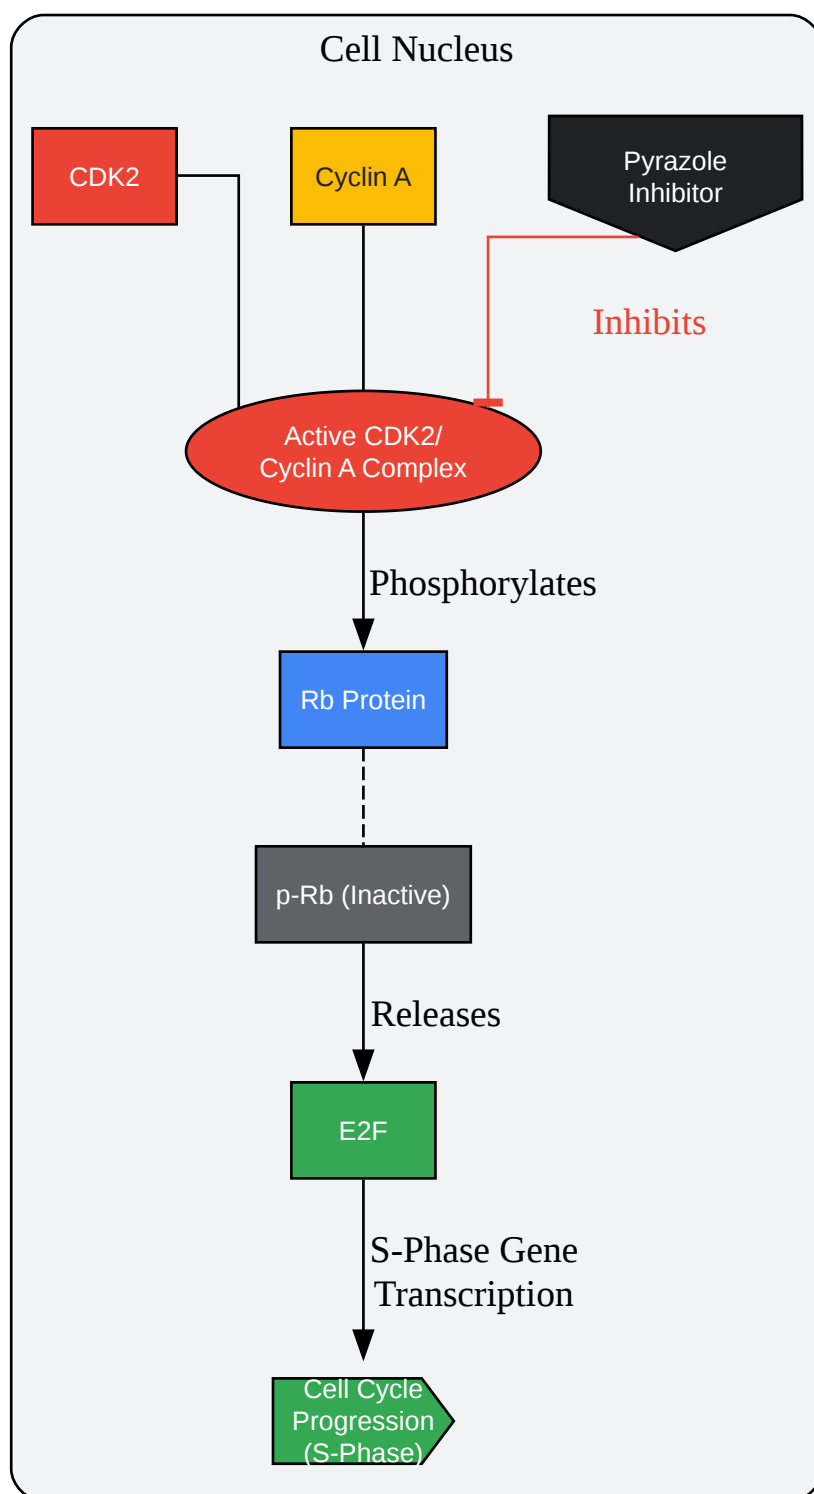 Cell Nucleus
CDK2
Cyclin A
Pyrazole
Inhibitor
Inhibits
Active CDK2/
Cyclin A Complex
Phosphorylates
Rb Protein
p-Rb (Inactive)
Releases
E2F
S-Phase Gene
Transcription
Cell Cycle
Progression
(S-Phase)